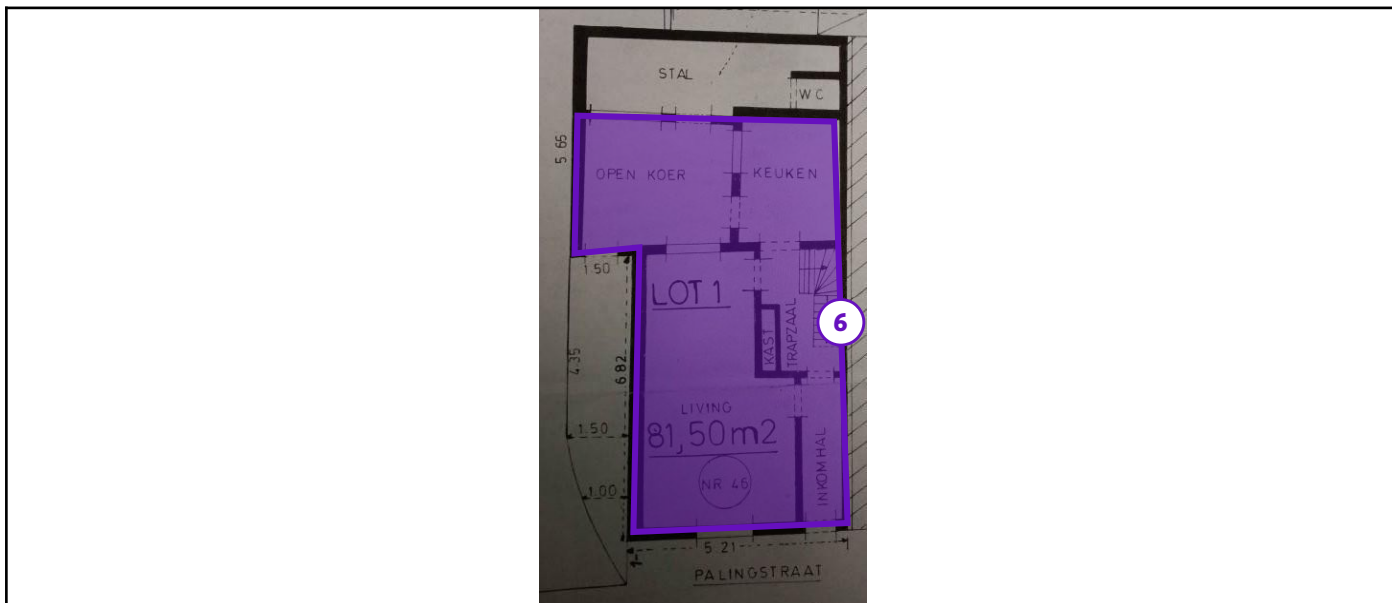 STAL
WC
5.65
OPEN KOER
KEUKEN
1.50
LOT 1
6
KAST
TRAPZAAL
4.35
6.82
LIVING
1.50
81,50m2
NR 46
INKOMHAL
1.00
5.21
PALINGSTRAAT